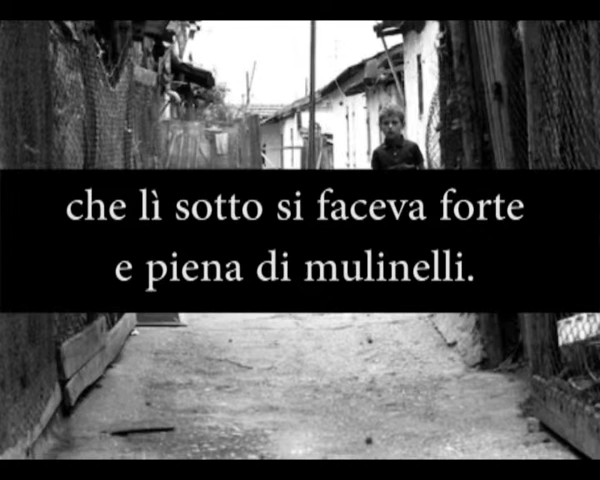 che lì sotto si faceva forte
e piena di mulinelli.